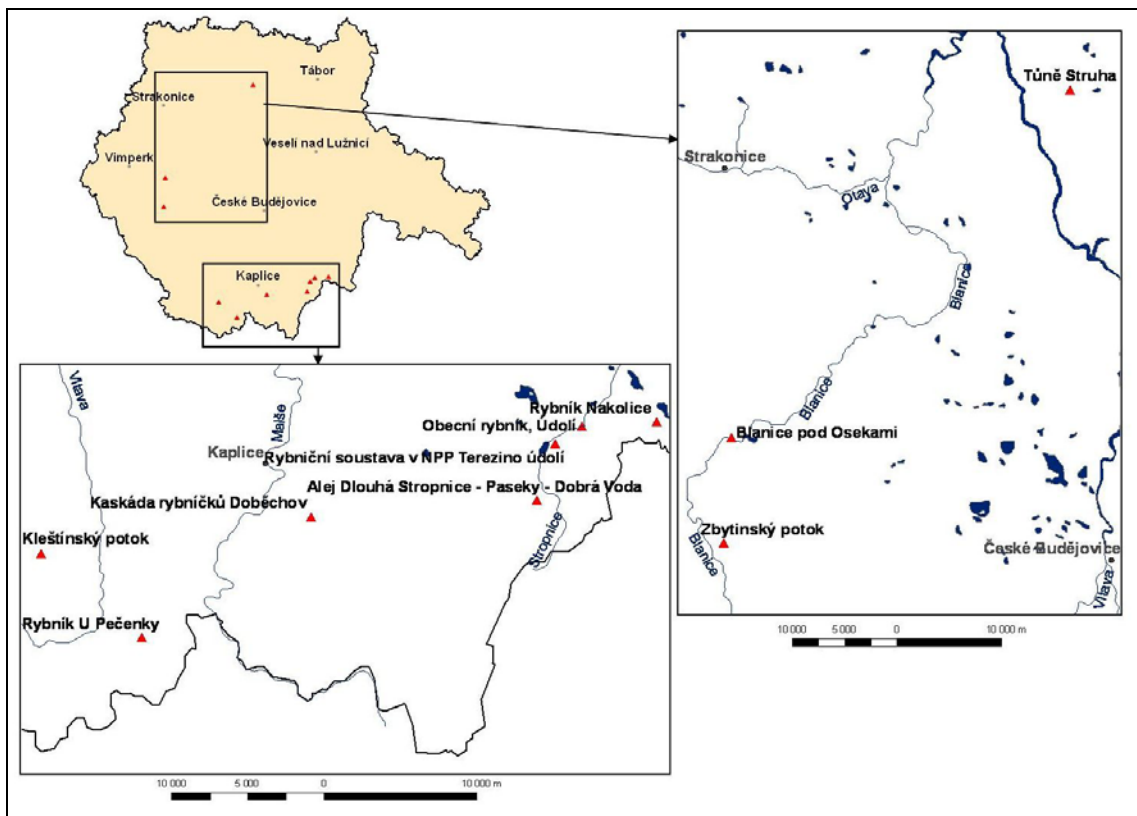 Tábor
Strakonice
Veselí nad Lužnicí
Vimperk
České Budějovice
Kaplice
Tůně Struha
Strakonice
Otava
Blanice
Blanice
Blanice pod Osekami
Zbytinský potok
Blanice
České Budějovice
Vltava
10 000 5 000 0 10 000 m
Vltava
Malše
Rybník Nakolice
Obecní rybník, Údolí
Kaplice
Rybniční soustava v NPP Terezino údolí
Alej Dlouhá Stropnice - Paseky - Dobrá Voda
Kaskáda rybníčků Doběchov
Kleštínský potok
Stropnice
Rybník U Pečenky
10 000 5 000 0 10 000 m